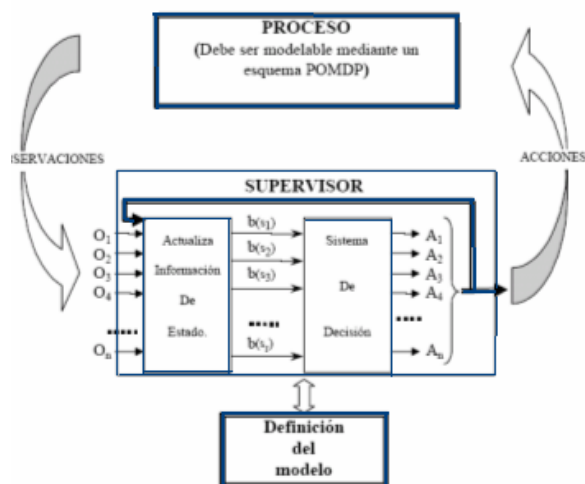 PROCESO
(Debe ser modelable mediante un
esquema POMDP)
SERVACIONES
ACCIONES
SUPERVISOR
O1
O2
O3
O4
.....
On
Actualiza
Información
De
Estado.
b(s1)
b(s2)
b(s3)
.....
b(s )
Sistema
De
Decisión
A1
A2
A3
A4
....
An
Definición
del
modelo